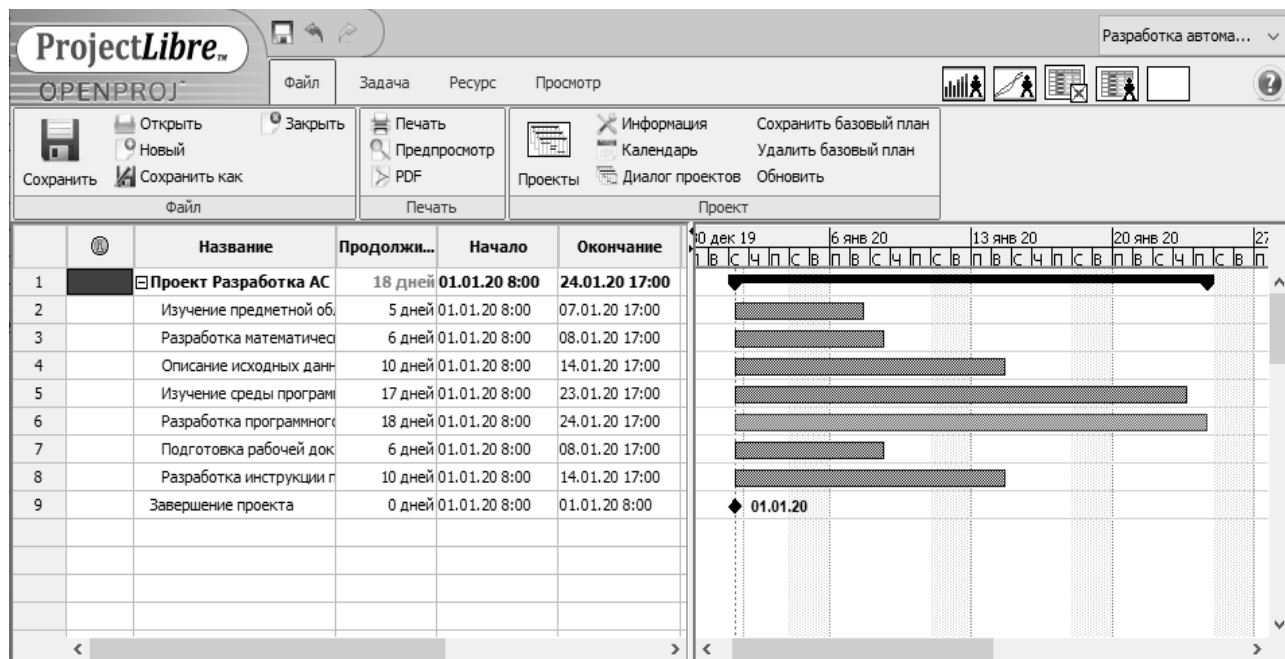 ProjectLibre™
OPENPROJ
Разработка автома...
Файл Задача Ресурс Просмотр
Открыть Закрыть Печать Информация Сохранить базовый план
Новый Предпросмотр Календарь Удалить базовый план
Сохранить Сохранить как PDF Проекты Диалог проектов Обновить
Файл Печать Проект
Название Продолжи... Начало Окончание
0 дек 19 6 янв 20 13 янв 20 20 янв 20 27
В С Ч П С В П В С Ч П С В П В С Ч П С В П В С Ч П С В П
1 Проект Разработка АС 18 дней 01.01.20 8:00 24.01.20 17:00
2 Изучение предметной об. 5 дней 01.01.20 8:00 07.01.20 17:00
3 Разработка математичес 6 дней 01.01.20 8:00 08.01.20 17:00
4 Описание исходных данн 10 дней 01.01.20 8:00 14.01.20 17:00
5 Изучение среды програм 17 дней 01.01.20 8:00 23.01.20 17:00
6 Разработка программног 18 дней 01.01.20 8:00 24.01.20 17:00
7 Подготовка рабочей док 6 дней 01.01.20 8:00 08.01.20 17:00
8 Разработка инструкции п 10 дней 01.01.20 8:00 14.01.20 17:00
9 Завершение проекта 0 дней 01.01.20 8:00 01.01.20 8:00
01.01.20